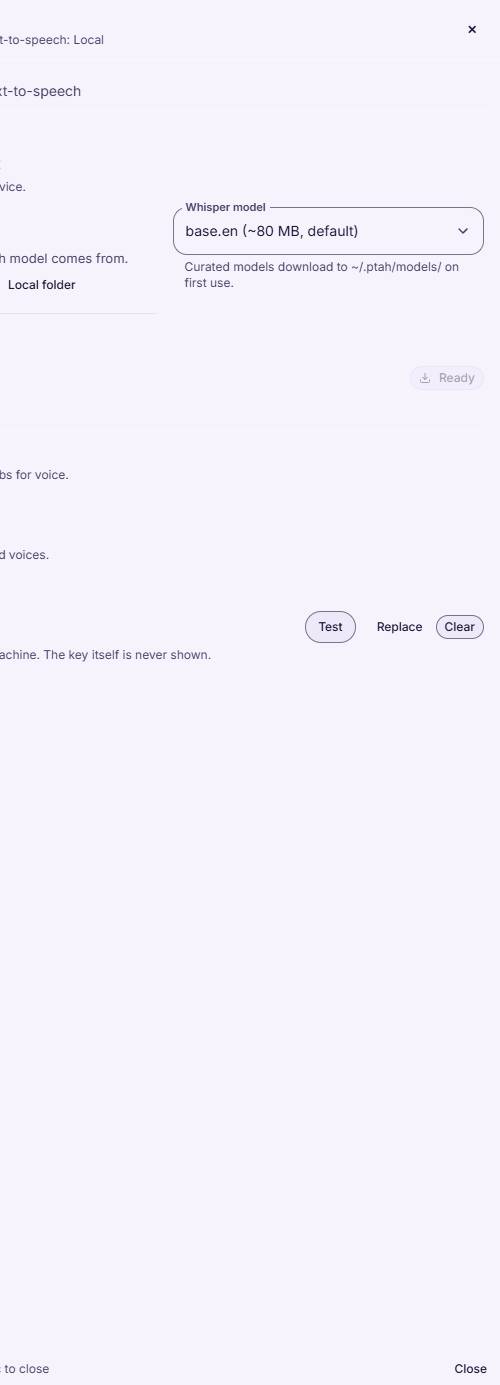 t-to-speech: Local
xt-to-speech
vice.
Whisper model
base.en (~80 MB, default)
h model comes from.
Curated models download to ~/.ptah/models/ on
first use.
Local folder
Ready
bs for voice.
d voices.
Test
Replace
Clear
achine. The key itself is never shown.
to close
Close